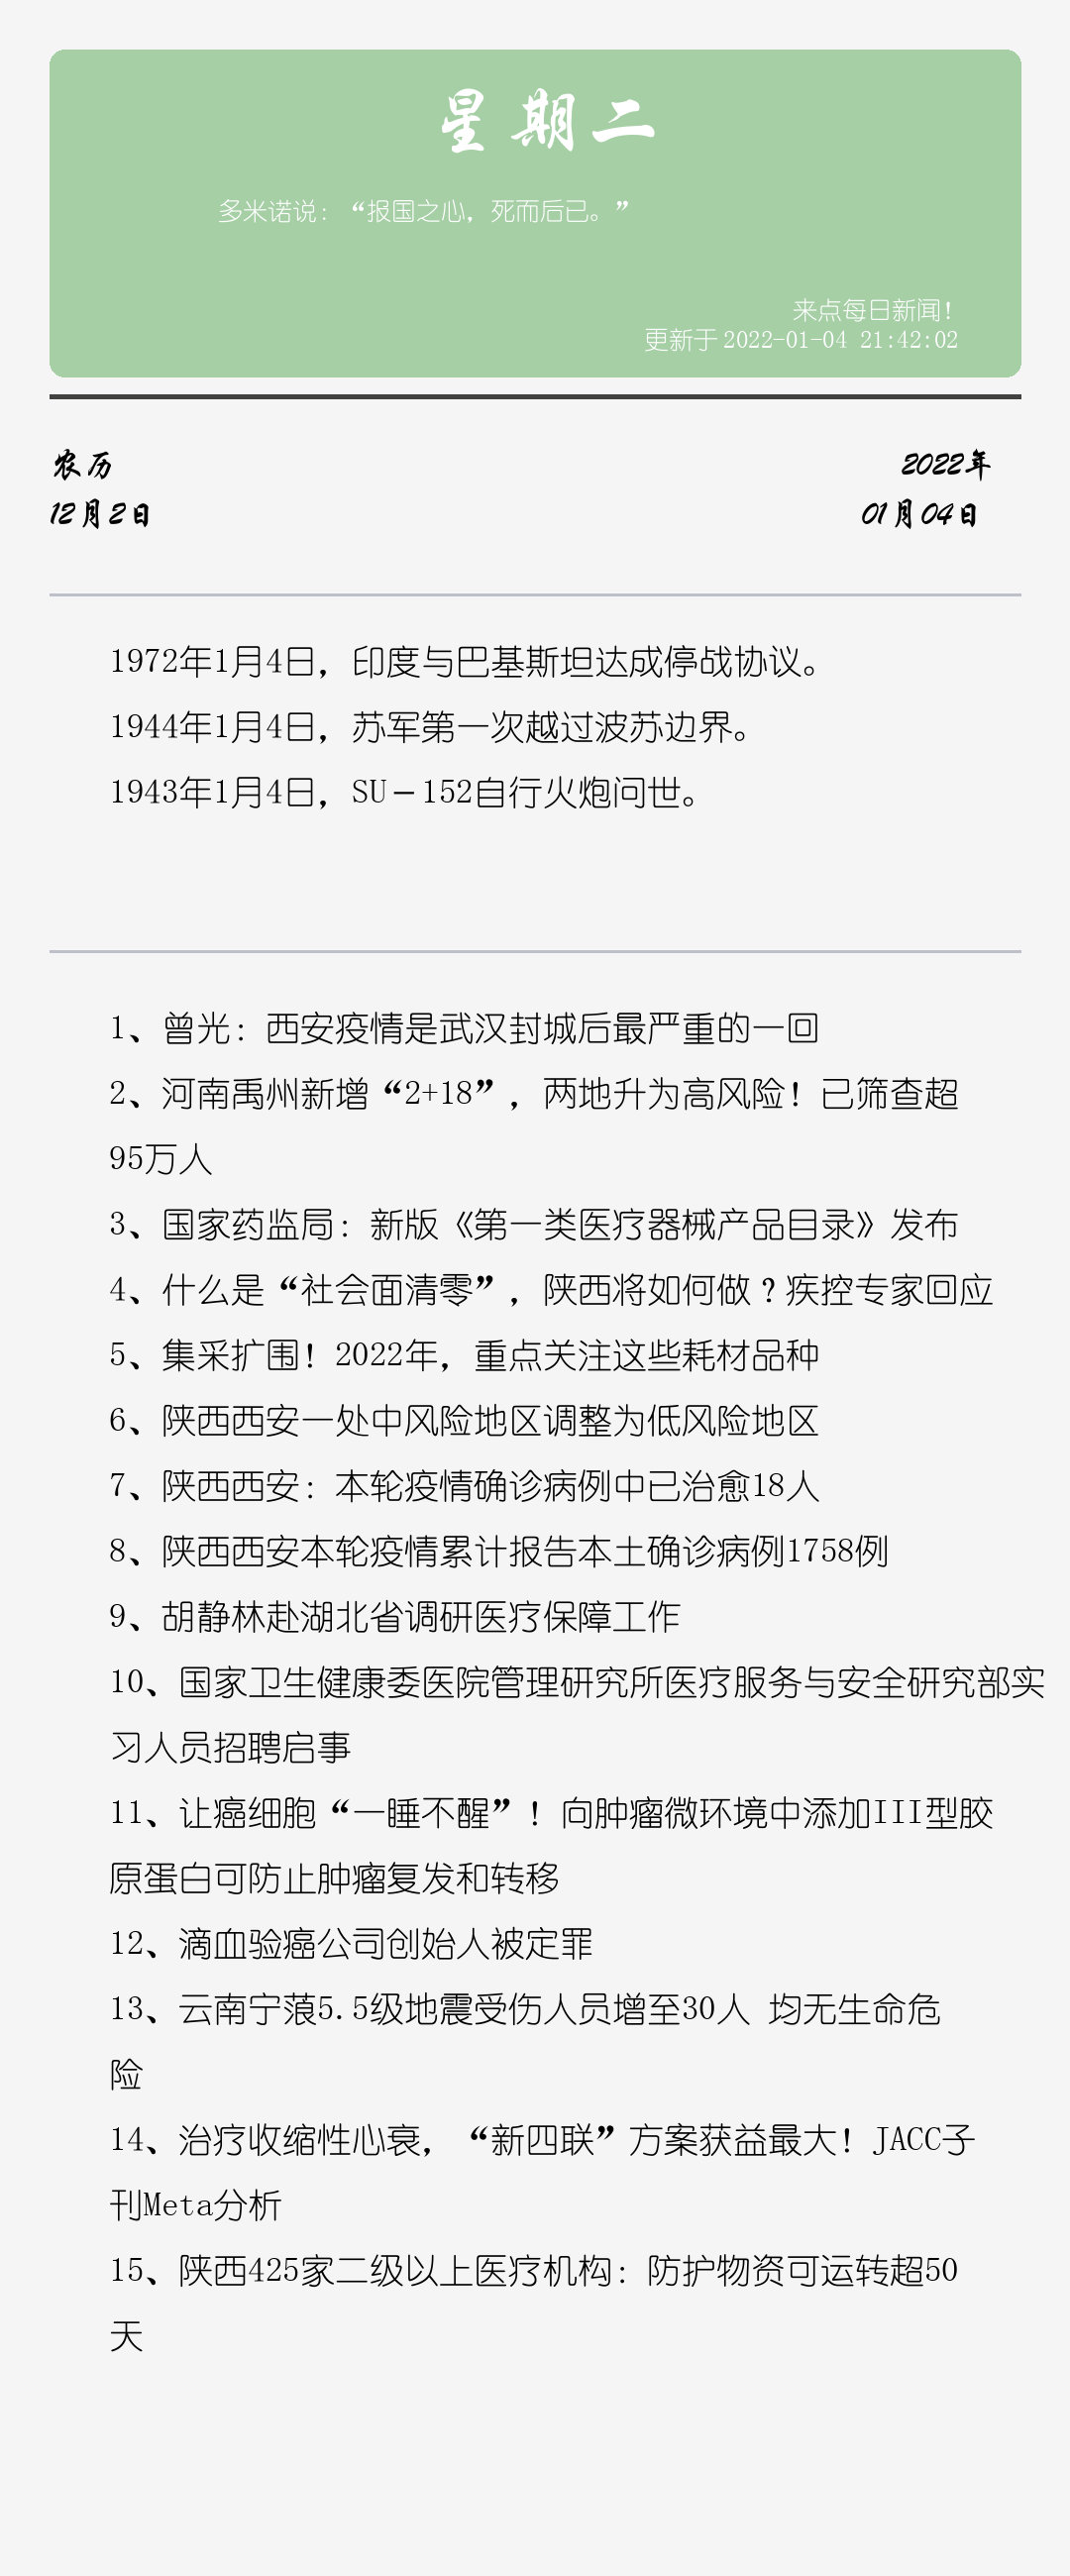 星期二
多米诺说：“报国之心，死而后已。”
来点每日新闻！
更新于 2022-01-04 21:42:02
农历
2022年
12月2日
01月04日
1972年1月4日，印度与巴基斯坦达成停战协议。
1944年1月4日，苏军第一次越过波苏边界。
1943年1月4日，SU－152自行火炮问世。
1、曾光：西安疫情是武汉封城后最严重的一回
2、河南禹州新增“2+18”，两地升为高风险！已筛查超
95万人
3、国家药监局：新版《第一类医疗器械产品目录》发布
4、什么是“社会面清零”，陕西将如何做？疾控专家回应
5、集采扩围！2022年，重点关注这些耗材品种
6、陕西西安一处中风险地区调整为低风险地区
7、陕西西安：本轮疫情确诊病例中已治愈18人
8、陕西西安本轮疫情累计报告本土确诊病例1758例
9、胡静林赴湖北省调研医疗保障工作
10、国家卫生健康委医院管理研究所医疗服务与安全研究部实
习人员招聘启事
11、让癌细胞“一睡不醒”！向肿瘤微环境中添加III型胶
原蛋白可防止肿瘤复发和转移
12、滴血验癌公司创始人被定罪
13、云南宁蒗5.5级地震受伤人员增至30人 均无生命危
险
14、治疗收缩性心衰，“新四联”方案获益最大！JACC子
刊Meta分析
15、陕西425家二级以上医疗机构：防护物资可运转超50
天